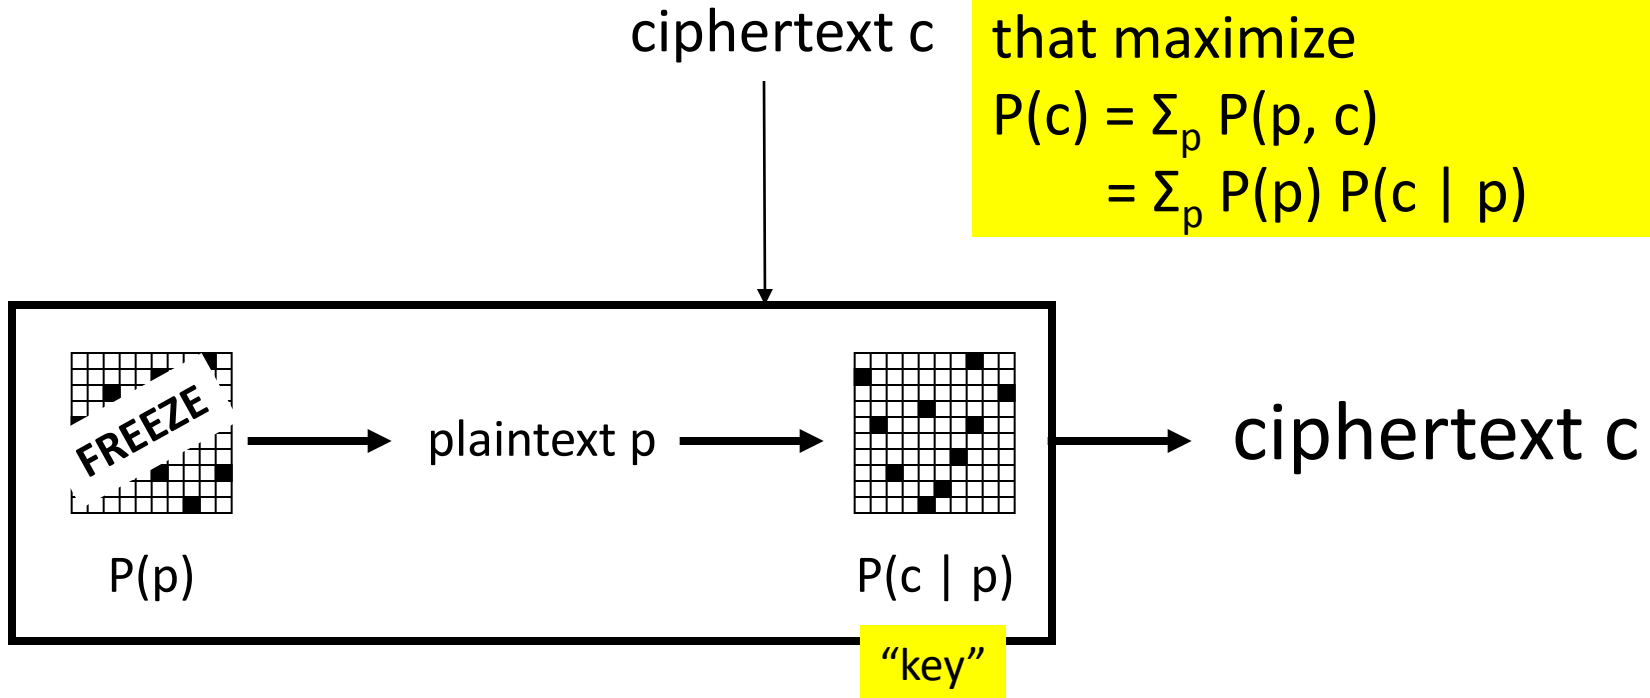 ciphertext c
that maximize
P(c) = Σₚ P(p, c)
= Σₚ P(p) P(c | p)
FREEZE
plaintext p
ciphertext c
P(p)
P(c | p)
“key”